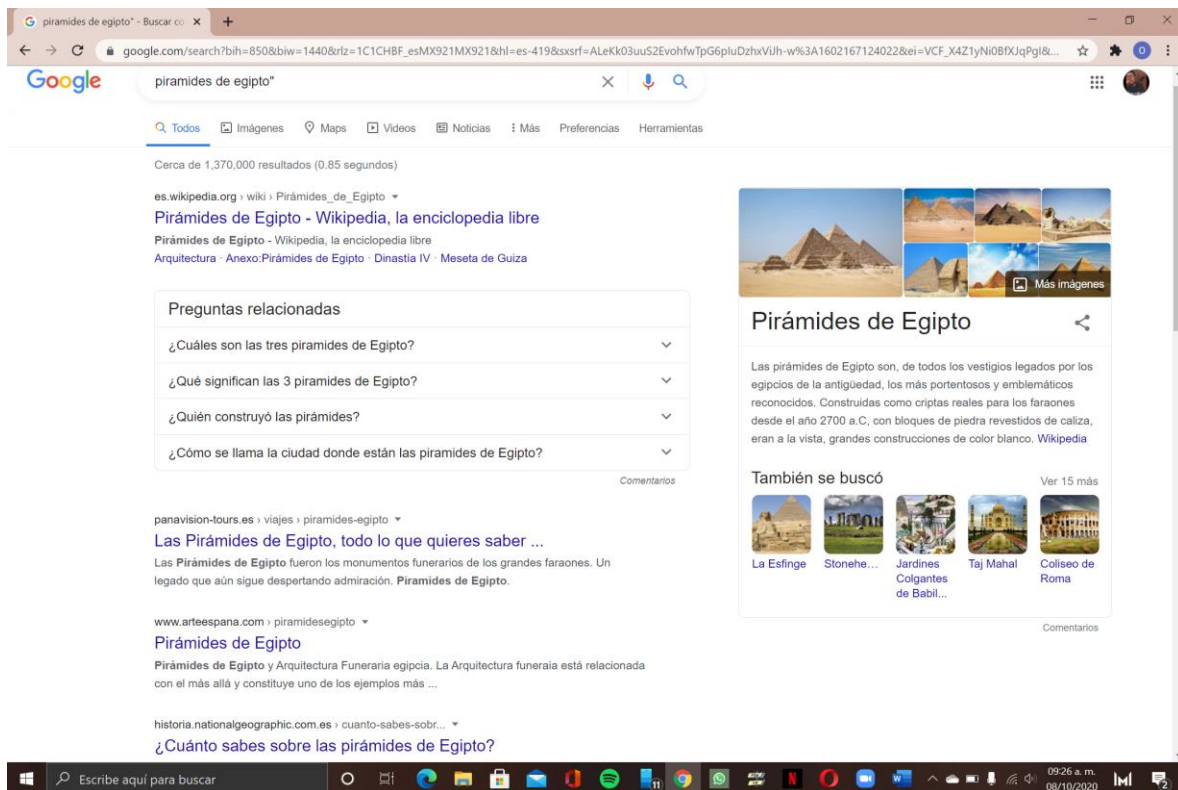 piramides de egipto" - Buscar co
google.com/search?bih=850&biw=1440&rlz=1C1CHBF_esMX921MX921&hl=es-419&sxsrf=ALeKk03uuS2EvohfwTpG6pIuDzhxViJh-w%3A1602167124022&ei=VCF_X4Z1yNi0BfXJqPgI&...
O
Google
piramides de egipto"
Todos Imágenes Maps Videos Noticias Más Preferencias Herramientas
Cerca de 1,370,000 resultados (0.85 segundos)
es.wikipedia.org › wiki › Pirámides_de_Egipto
Pirámides de Egipto - Wikipedia, la enciclopedia libre
Pirámides de Egipto - Wikipedia, la enciclopedia libre
Arquitectura · Anexo:Pirámides de Egipto · Dinastía IV · Meseta de Guiza
Preguntas relacionadas
¿Cuáles son las tres piramides de Egipto?
¿Qué significan las 3 piramides de Egipto?
¿Quién construyó las pirámides?
¿Cómo se llama la ciudad donde están las piramides de Egipto?
Comentarios
panavision-tours.es › viajes › piramides-egipto
Las Pirámides de Egipto, todo lo que quieres saber ...
Las Pirámides de Egipto fueron los monumentos funerarios de los grandes faraones. Un
legado que aún sigue despertando admiración. Piramides de Egipto.
www.arteespana.com › piramidesegipto
Pirámides de Egipto
Pirámides de Egipto y Arquitectura Funeraria egipcia. La Arquitectura funeraia está relacionada
con el más allá y constituye uno de los ejemplos más ...
historia.nationalgeographic.com.es › cuanto-sabes-sobr...
¿Cuánto sabes sobre las pirámides de Egipto?
Más imágenes
Pirámides de Egipto
Las pirámides de Egipto son, de todos los vestigios legados por los
egipcios de la antigüedad, los más portentosos y emblemáticos
reconocidos. Construidas como criptas reales para los faraones
desde el año 2700 a.C, con bloques de piedra revestidos de caliza,
eran a la vista, grandes construcciones de color blanco. Wikipedia
También se buscó
Ver 15 más
La Esfinge
Stonehe...
Jardines
Colgantes
de Babil...
Taj Mahal
Coliseo de
Roma
Comentarios
Escribe aquí para buscar
11
N
09:26 a. m.
08/10/2020
2